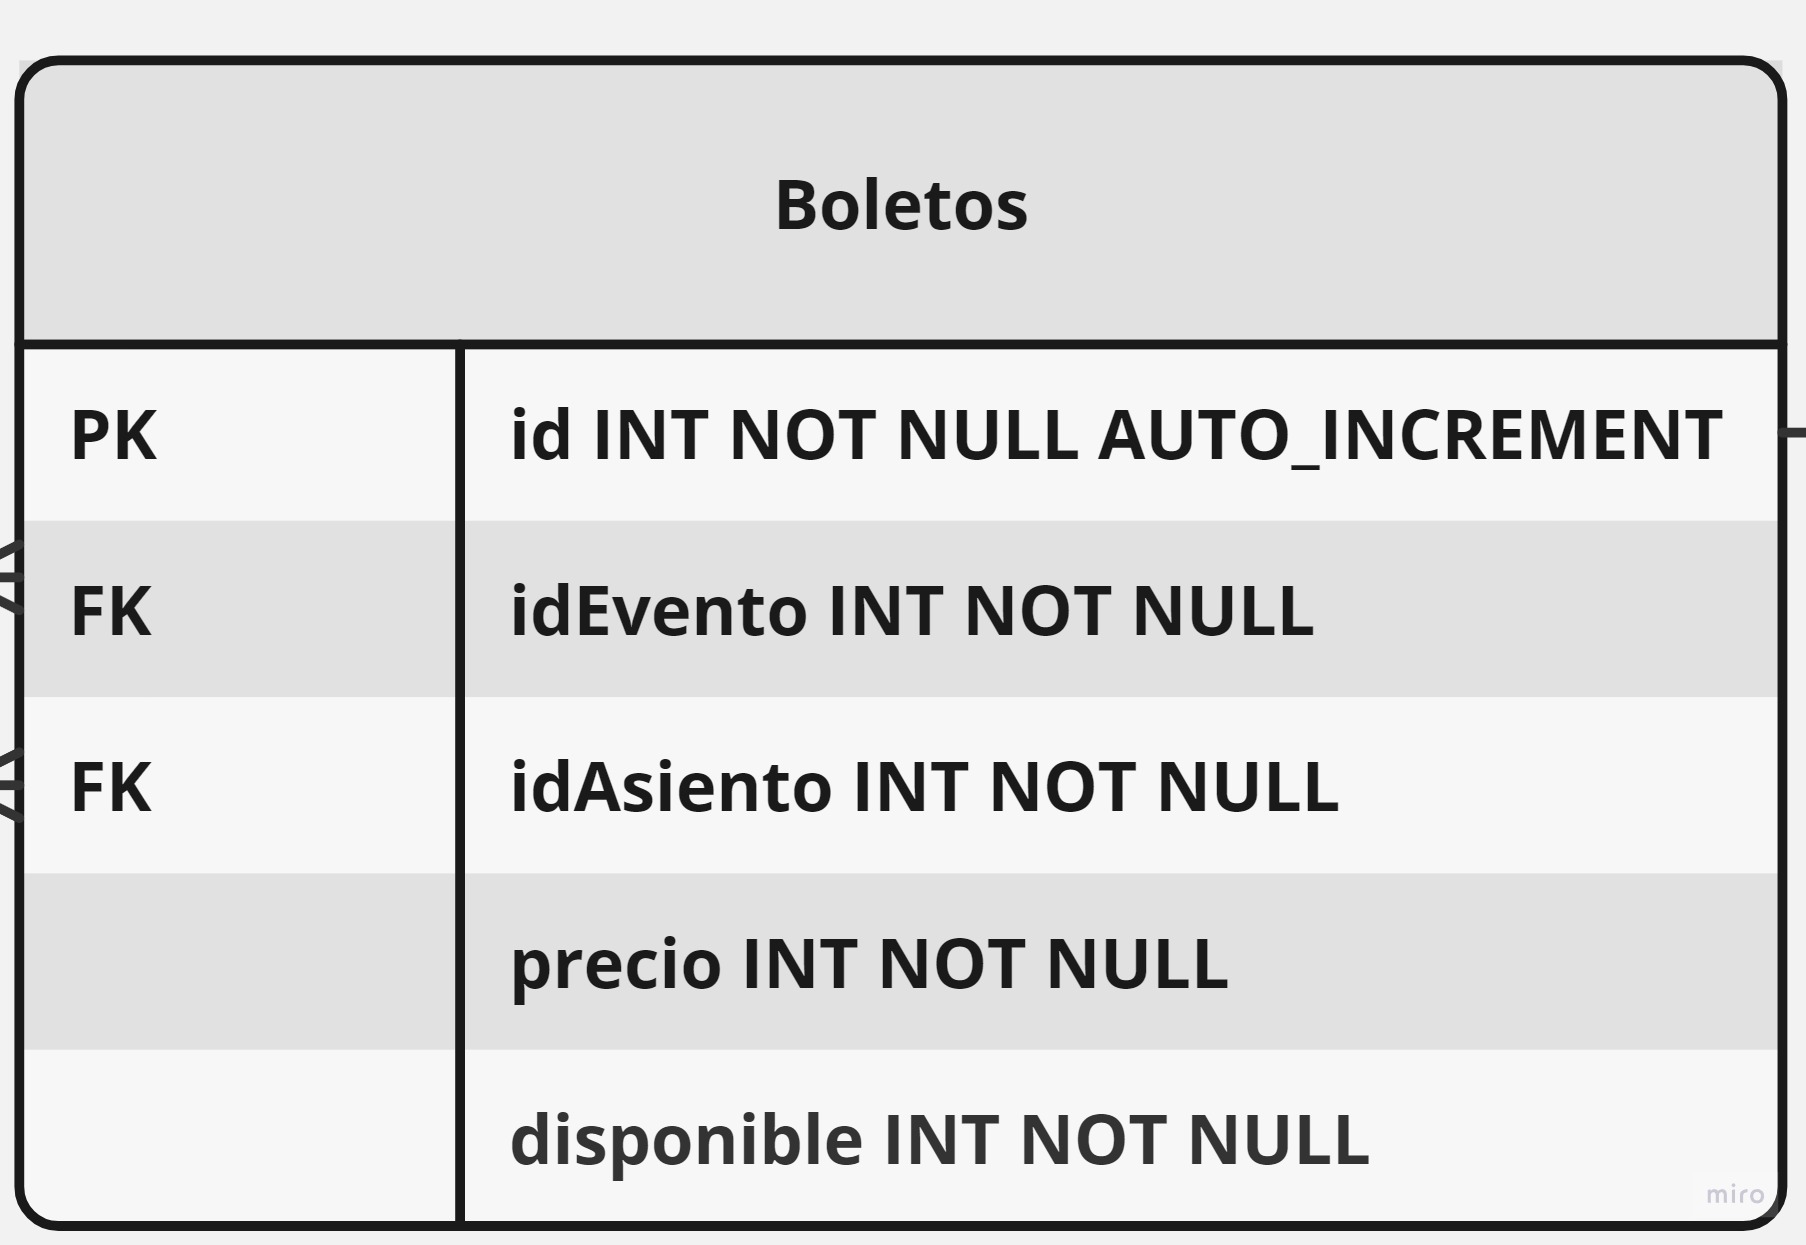 Boletos
PK id INT NOT NULL AUTO_INCREMENT
FK idEvento INT NOT NULL
FK idAsiento INT NOT NULL
precio INT NOT NULL
disponible INT NOT NULL
miro